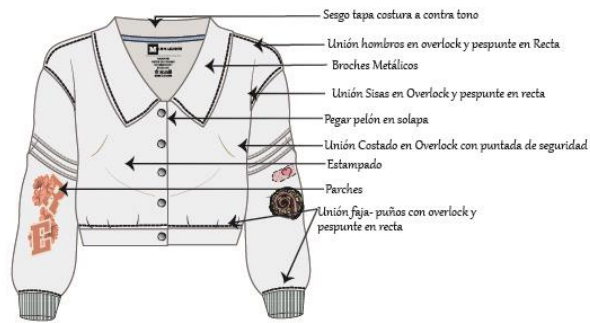 Sesgo tapa costura a contra tono
Unión hombros en overlock y pespunte en Recta
Broches Metálicos
Unión Sisas en Overlock y pespunte en recta
Pegar pelón en solapa
Unión Costado en Overlock con puntada de seguridad
Estampado
Parches
Unión faja- puños con overlock y
pespunte en recta
E